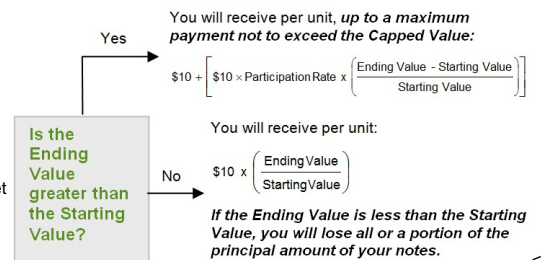 You will receive per unit, up to a maximum
payment not to exceed the Capped Value:
Yes
$10 + [ $10 × Participation Rate x ( Ending Value - Starting Value / Starting Value ) ]
Is the
Ending
Value
greater than
the Starting
Value?
You will receive per unit:
No
$10 x ( Ending Value / Starting Value )
If the Ending Value is less than the Starting
Value, you will lose all or a portion of the
principal amount of your notes.